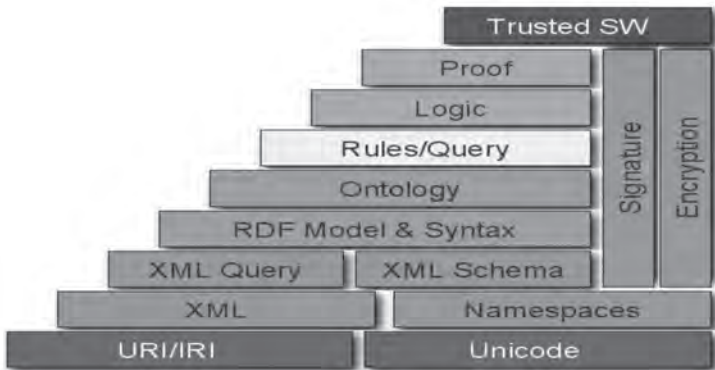 Trusted SW
Proof
Logic
Rules/Query
Ontology
RDF Model & Syntax
XML Query
XML Schema
Signature
Encryption
XML
Namespaces
URI/IRI
Unicode